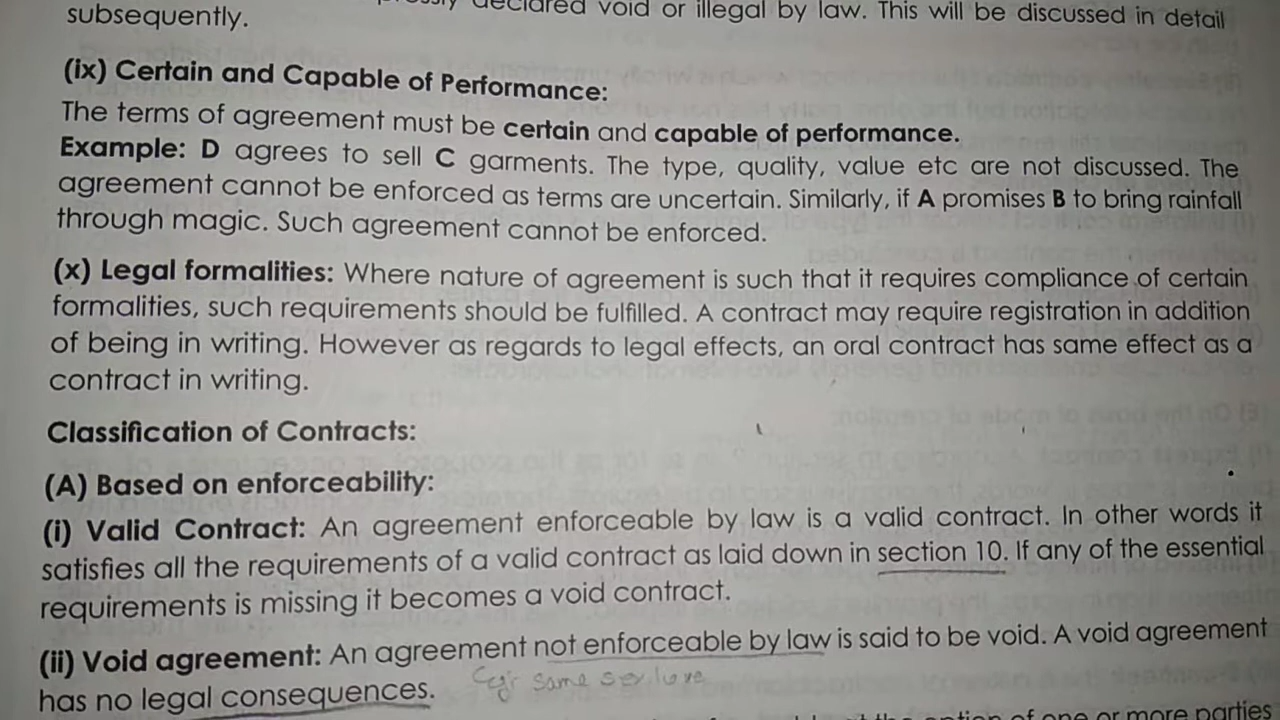 declared void or illegal by law. This will be discussed in detail
subsequently.
(ix) Certain and Capable of Performance:
The terms of agreement must be certain and capable of performance.
Example: D agrees to sell C garments. The type, quality, value etc are not discussed. The
agreement cannot be enforced as terms are uncertain. Similarly, if A promises B to bring rainfall
through magic. Such agreement cannot be enforced.
(x) Legal formalities: Where nature of agreement is such that it requires compliance of certain
formalities, such requirements should be fulfilled. A contract may require registration in addition
of being in writing. However as regards to legal effects, an oral contract has same effect as a
contract in writing.
Classification of Contracts:
(A) Based on enforceability:
(i) Valid Contract: An agreement enforceable by law is a valid contract. In other words it
satisfies all the requirements of a valid contract as laid down in section 10. If any of the essential
requirements is missing it becomes a void contract.
(ii) Void agreement: An agreement not enforceable by law is said to be void. A void agreement
has no legal consequences.
same sex
option of one or more parties